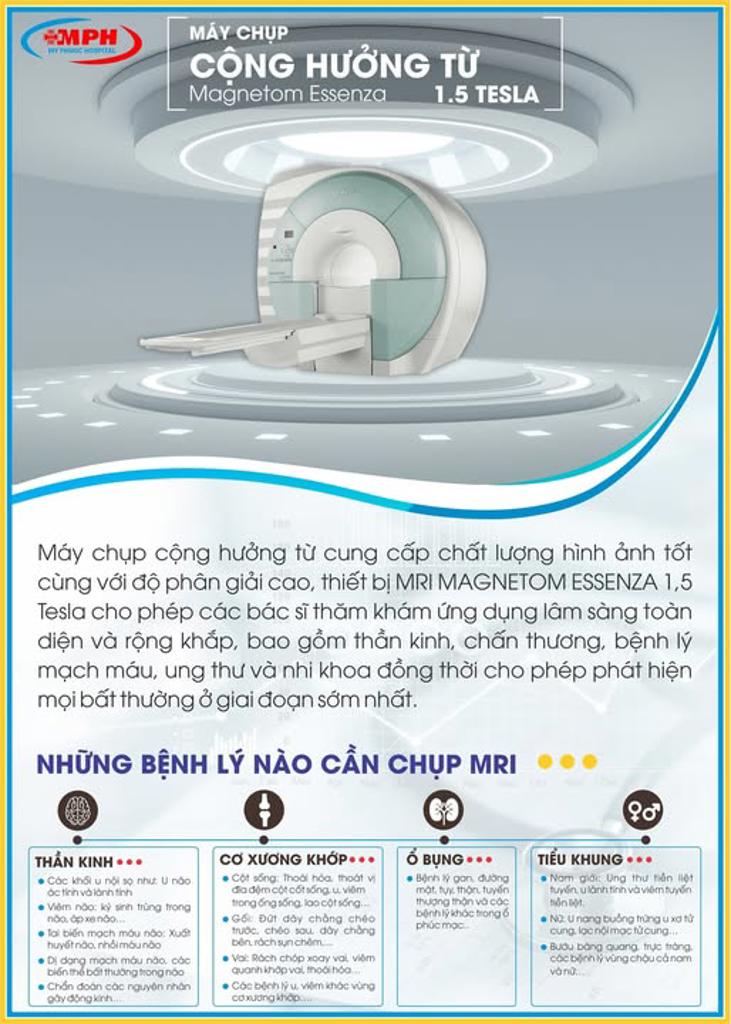 MPH
MY PHUOC HOSPITAL
MÁY CHỤP
CỘNG HƯỞNG TỪ
Magnetom Essenza 1.5 TESLA
Máy chụp cộng hưởng từ cung cấp chất lượng hình ảnh tốt
cùng với độ phân giải cao, thiết bị MRI MAGNETOM ESSENZA 1,5
Tesla cho phép các bác sĩ thăm khám ứng dụng lâm sàng toàn
diện và rộng khắp, bao gồm thần kinh, chấn thương, bệnh lý
mạch máu, ung thư và nhi khoa đồng thời cho phép phát hiện
mọi bất thường ở giai đoạn sớm nhất.
NHỮNG BỆNH LÝ NÀO CẦN CHỤP MRI
THẦN KINH
Các khối u nội sọ như: U não
ác tính và lành tính
Viêm não: ký sinh trùng trong
não, áp xe não...
Tai biến mạch máu não: Xuất
huyết não, nhồi máu não
Dị dạng mạch máu não, các
biến thể bất thường trong não
Chẩn đoán các nguyên nhân
gây động kinh....
CƠ XƯƠNG KHỚP
Cột sống: Thoái hóa, thoát vị
đĩa đệm cột cốt sống, u, viêm
trong ống sống, lao cột sống...
Gối: Đứt dây chằng chéo
trước, chéo sau, dây chằng
bên, rách sụn chêm,...
Vai: Rách chóp xoay vai, viêm
quanh khớp vai, thoái hóa...
Các bệnh lý u, viêm khác vùng
cơ xương khớp....
Ổ BỤNG
Bệnh lý gan, đường
mật, tụy, thận, tuyến
thượng thận và các
bệnh lý khác trong ổ
phúc mạc..
TIỂU KHUNG
Nam giới: Ung thư tiền liệt
tuyến, u lành tính và viêm tuyến
tiền liệt.
Nữ: U nang buồng trứng u xơ tử
cung, lạc nội mạc tử cung...
Bướu bàng quang, trực tràng,
các bệnh lý vùng chậu cả nam
và nữ...